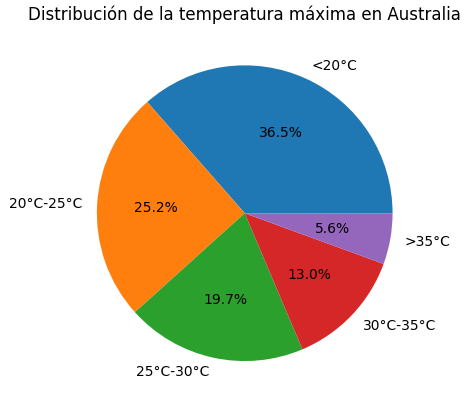 Distribución de la temperatura máxima en Australia
<20°C
36.5%
20°C-25°C
25.2%
5.6%
>35°C
13.0%
19.7%
30°C-35°C
25°C-30°C